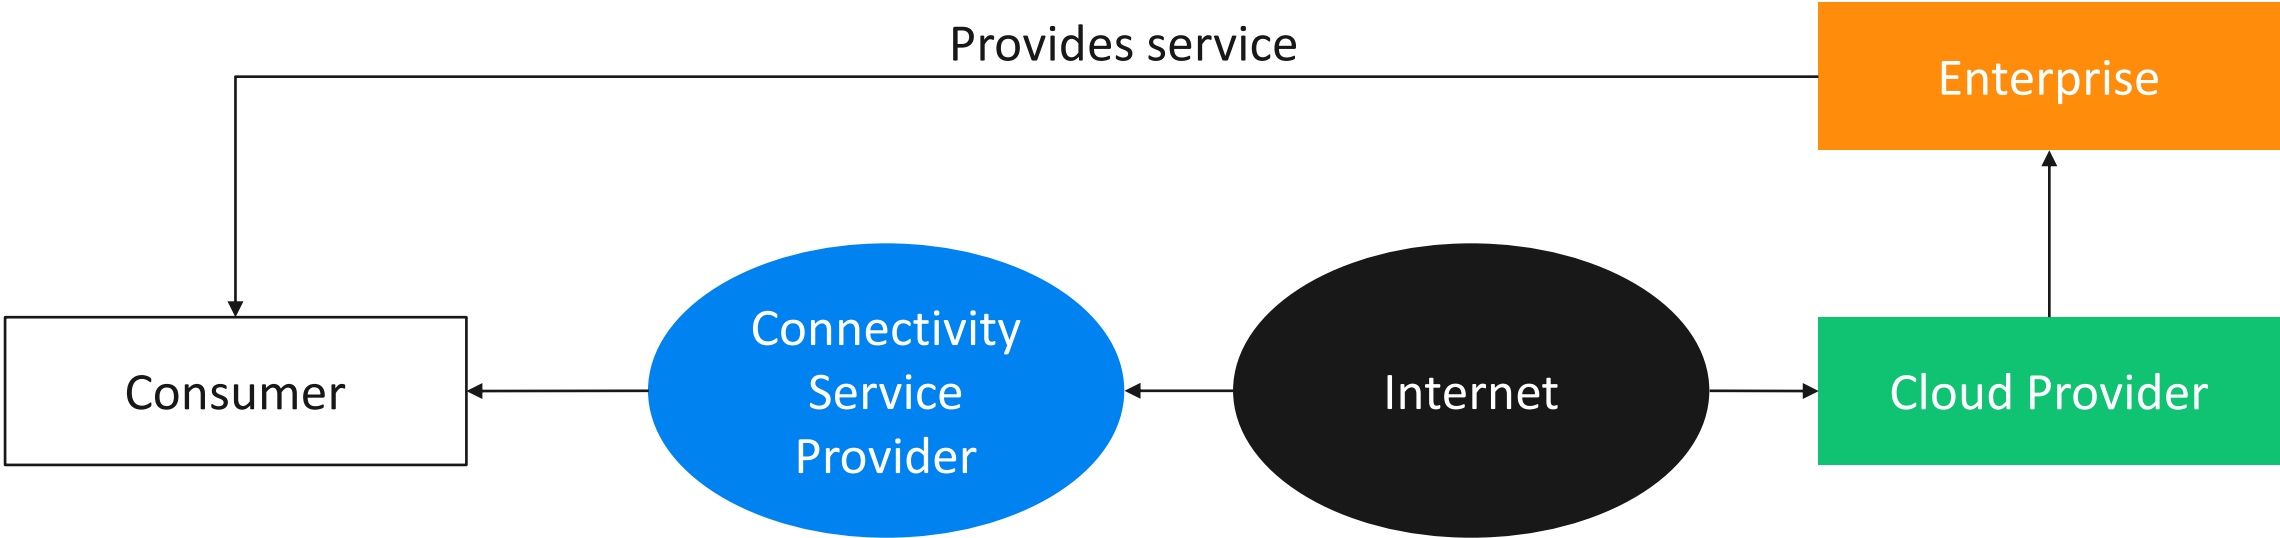 Provides service
Enterprise
Consumer
Connectivity
Service
Provider
Internet
Cloud Provider